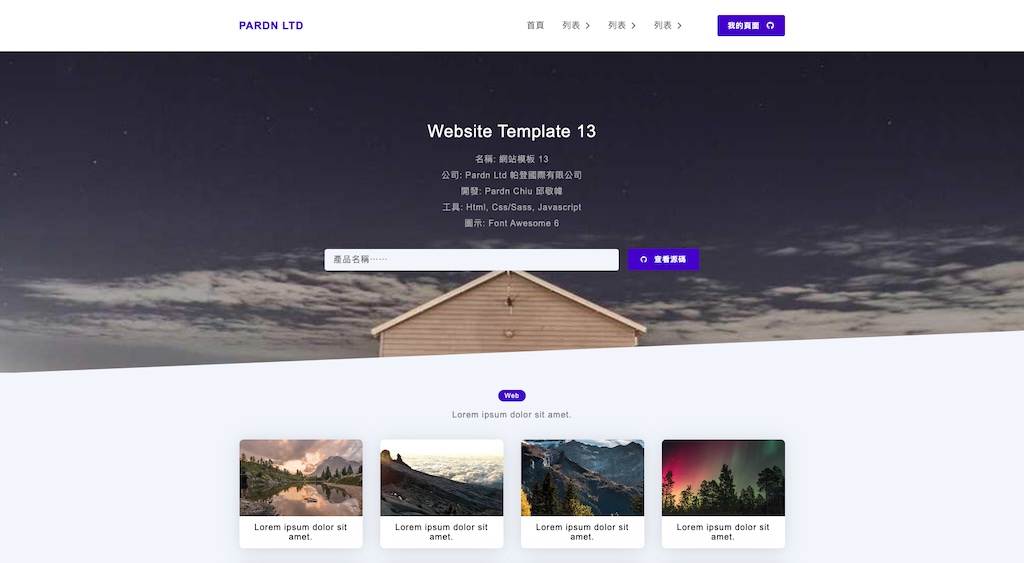 PARDN LTD
首頁
列表
列表
列表
我的頁面
Website Template 13
名稱: 網站模板 13
公司: Pardn Ltd 帕登國際有限公司
開發: Pardn Chiu 邱敬幃
工具: Html, Css/Sass, Javascript
圖示: Font Awesome 6
產品名稱⋯⋯
查看源碼
Web
Lorem ipsum dolor sit amet.
Lorem ipsum dolor sit
amet.
Lorem ipsum dolor sit
amet.
Lorem ipsum dolor sit
amet.
Lorem ipsum dolor sit
amet.